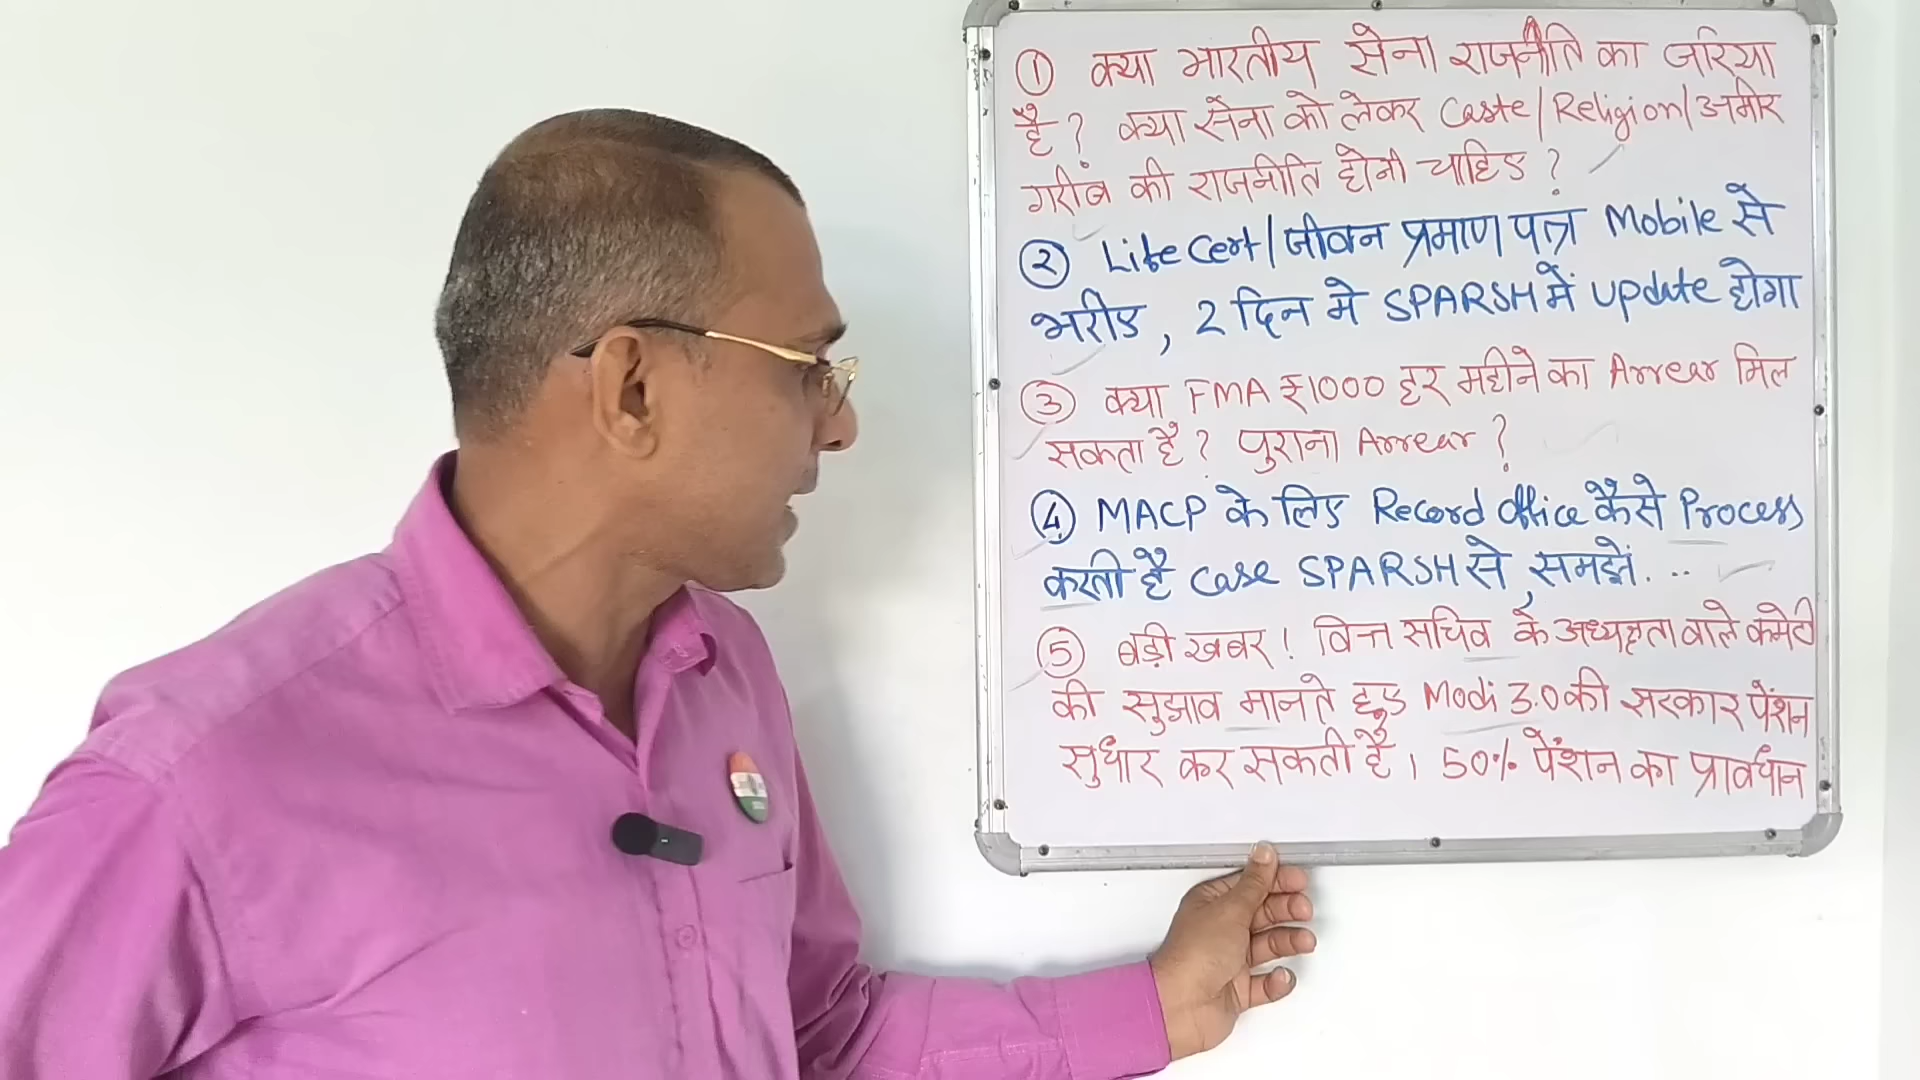 ① क्या भारतीय सेना राजनीति का जरिया
है? क्या सेना को लेकर Caste/Religion/अमीर
गरीब की राजनीति होनी चाहिए?
② Life Cert/जीवन प्रमाण पत्र Mobile से
भरीए, 2 दिन मे SPARSH में Update होगा
③ क्या FMA ₹1000 हर महीने का Arrear मिल
सकता है? पुराना Arrear?
④ MACP के लिए Record office कैसे Process
करती है Case SPARSH से, समझें...
⑤ बड़ी खबर! वित्त सचिव के अध्यक्षता वाले कमेटी
की सुझाव मानते हुए Modi 3.0 की सरकार पेंशन
सुधार कर सकती है। 50% पेंशन का प्रावधान